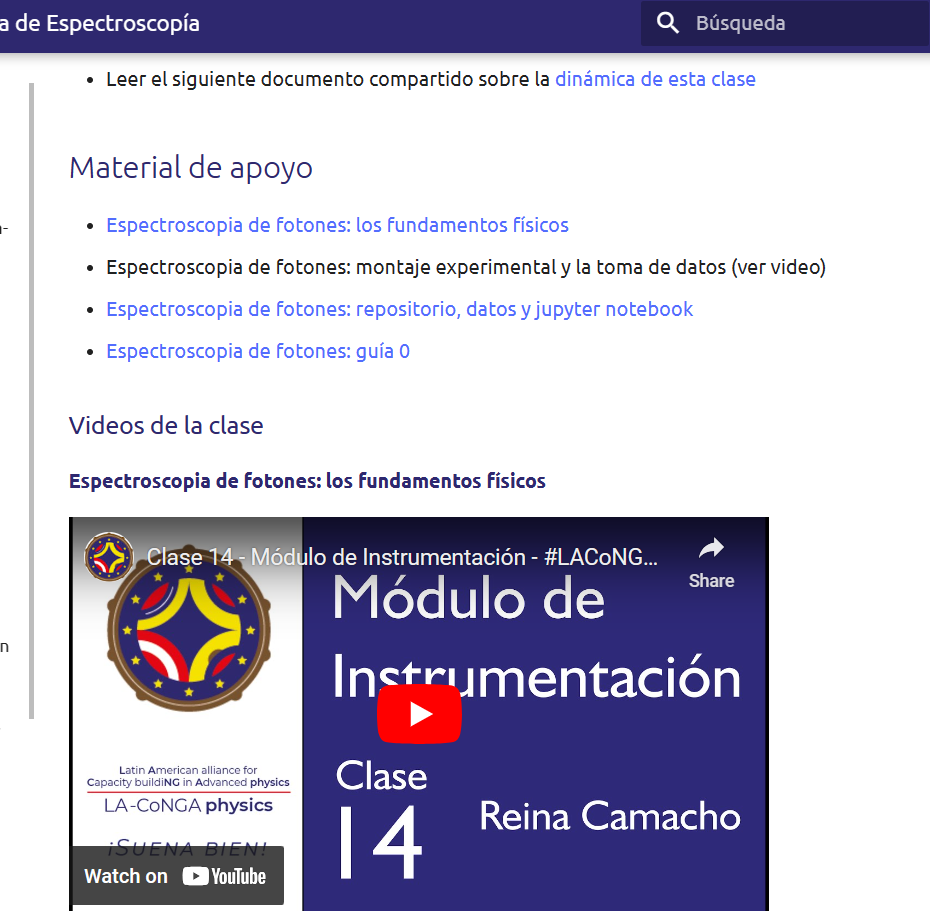 a de Espectroscopía
Búsqueda
Leer el siguiente documento compartido sobre la dinámica de esta clase
Material de apoyo
Espectroscopia de fotones: los fundamentos físicos
Espectroscopia de fotones: montaje experimental y la toma de datos (ver video)
Espectroscopia de fotones: repositorio, datos y jupyter notebook
Espectroscopia de fotones: guía 0
Videos de la clase
Espectroscopia de fotones: los fundamentos físicos
Clase 14 - Módulo de Instrumentación - #LACoNG...
Share
Módulo de
Instrumentación
Clase
14
Reina Camacho
Latin American alliance for
Capacity buildiNG in Advanced physics
LA-CoNGA physics
¡SUENA BIEN!
Watch on YouTube
n